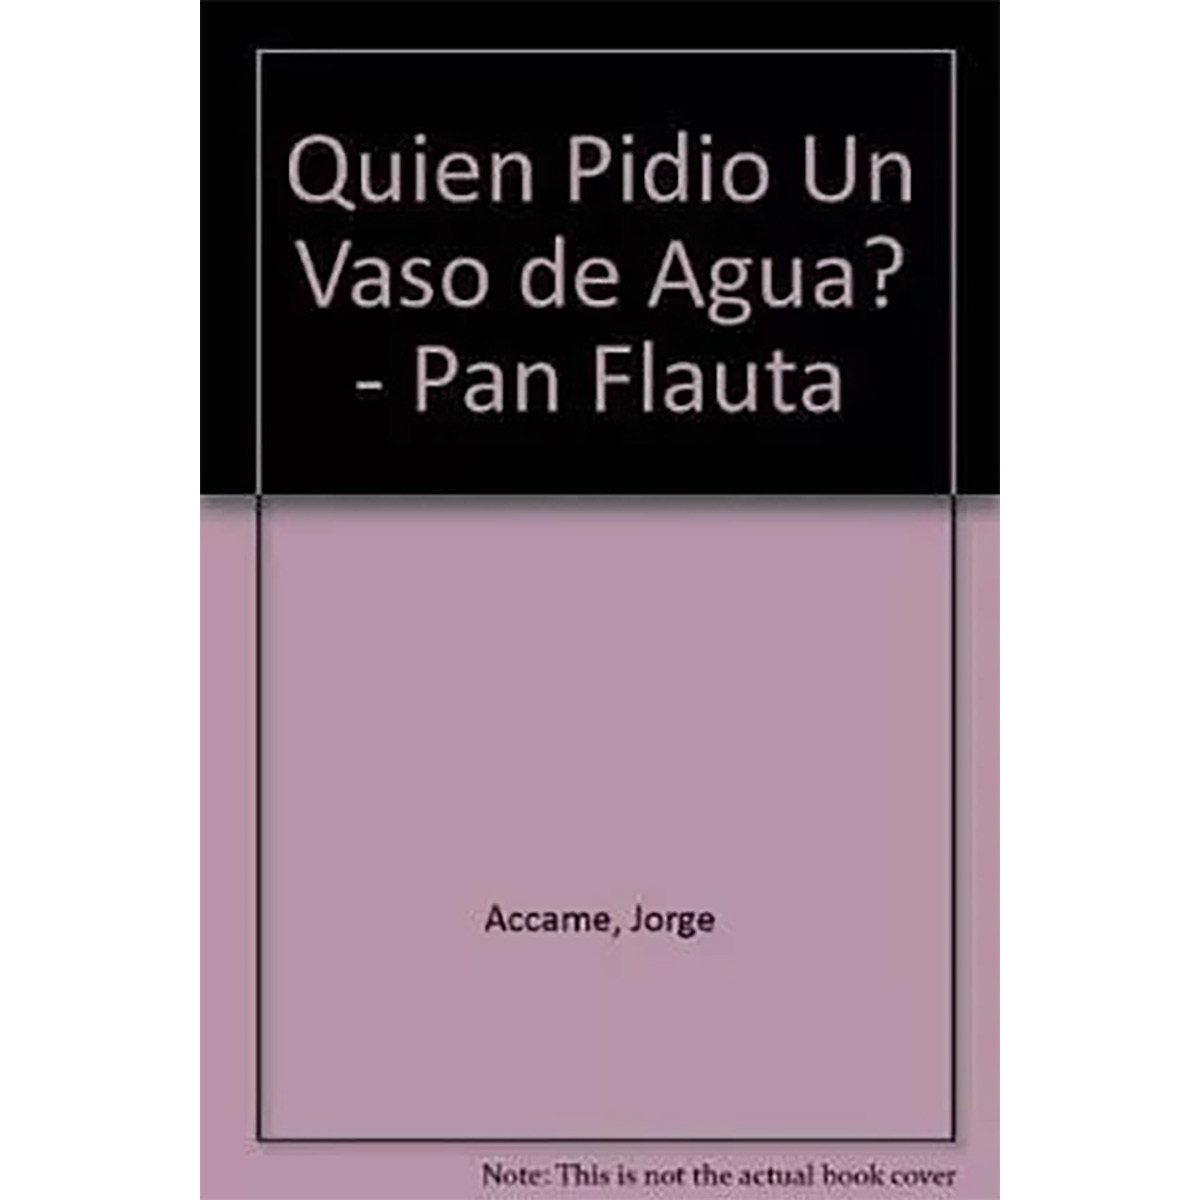 Quien Pidio Un
Vaso de Agua?
- Pan Flauta
Accame, Jorge
Note: This is not the actual book cover